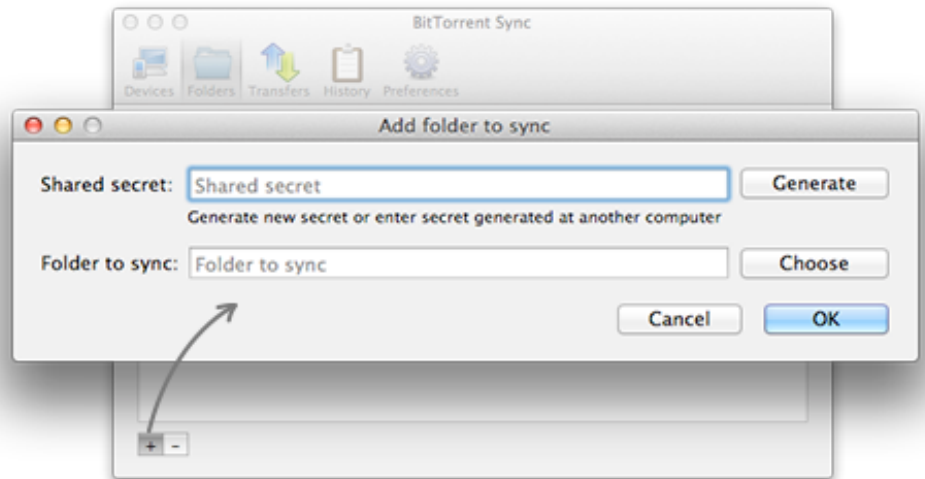 BitTorrent Sync
Devices Folders Transfers History Preferences
Add folder to sync
Shared secret: Shared secret Generate
Generate new secret or enter secret generated at another computer
Folder to sync: Folder to sync Choose
Cancel OK
+ -